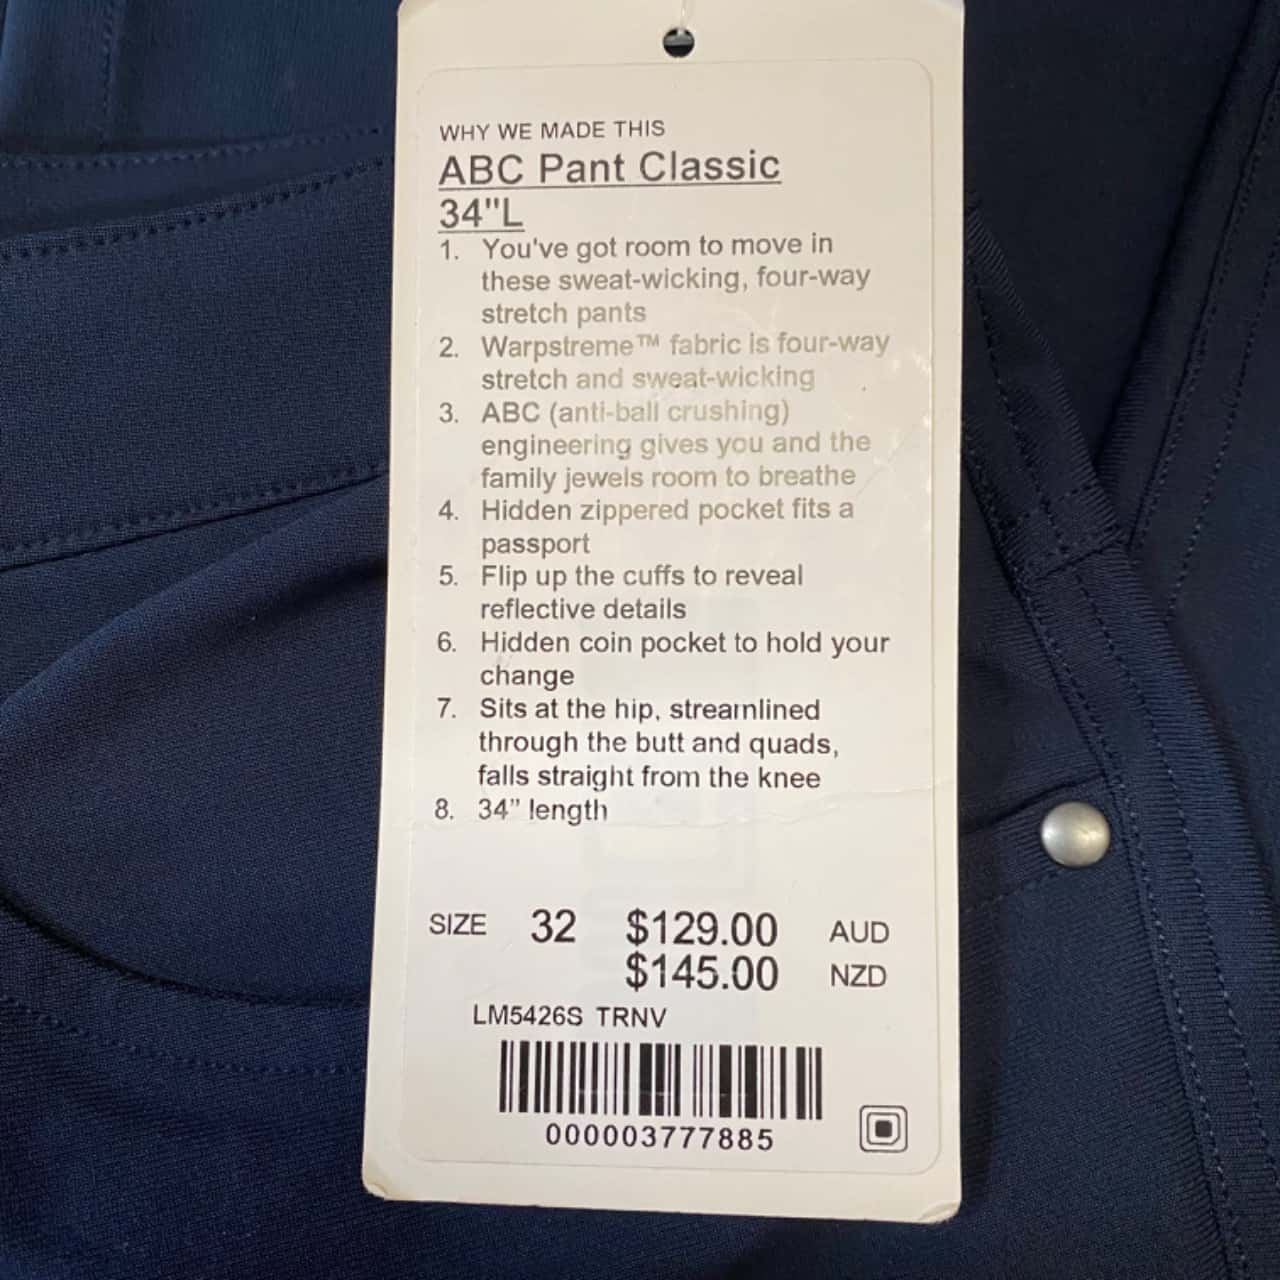 WHY WE MADE THIS
ABC Pant Classic
34"L
1. You've got room to move in
these sweat-wicking, four-way
stretch pants
2. Warpstreme™ fabric is four-way
stretch and sweat-wicking
3. ABC (anti-ball crushing)
engineering gives you and the
family jewels room to breathe
4. Hidden zippered pocket fits a
passport
5. Flip up the cuffs to reveal
reflective details
6. Hidden coin pocket to hold your
change
7. Sits at the hip, streamlined
through the butt and quads,
falls straight from the knee
8. 34” length
SIZE 32 $129.00 AUD
$145.00 NZD
LM5426S TRNV
000003777885